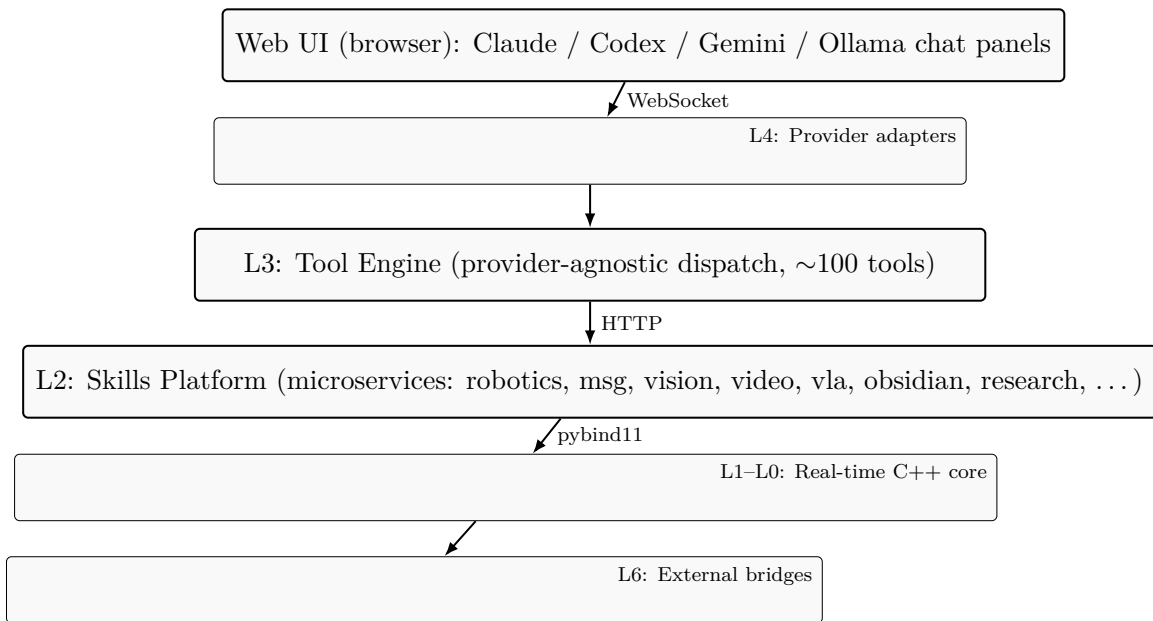 Web UI (browser): Claude / Codex / Gemini / Ollama chat panels
WebSocket
L4: Provider adapters
L3: Tool Engine (provider-agnostic dispatch, ∼100 tools)
HTTP
L2: Skills Platform (microservices: robotics, msg, vision, video, vla, obsidian, research, …)
pybind11
L1–L0: Real-time C++ core
L6: External bridges